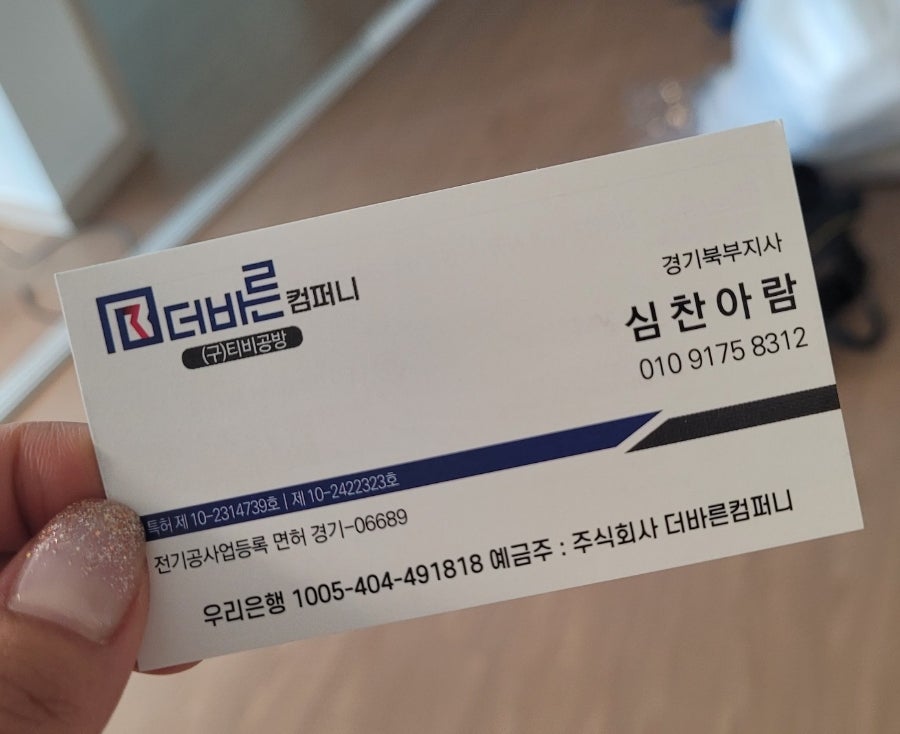 더바른컴퍼니
(구)티비공방
경기북부지사
심찬아람
010 9175 8312
특허 제 10-2314739호 | 제 10-2422323호
전기공사업등록 면허 경기-06689
우리은행 1005-404-491818 예금주 : 주식회사 더바른컴퍼니